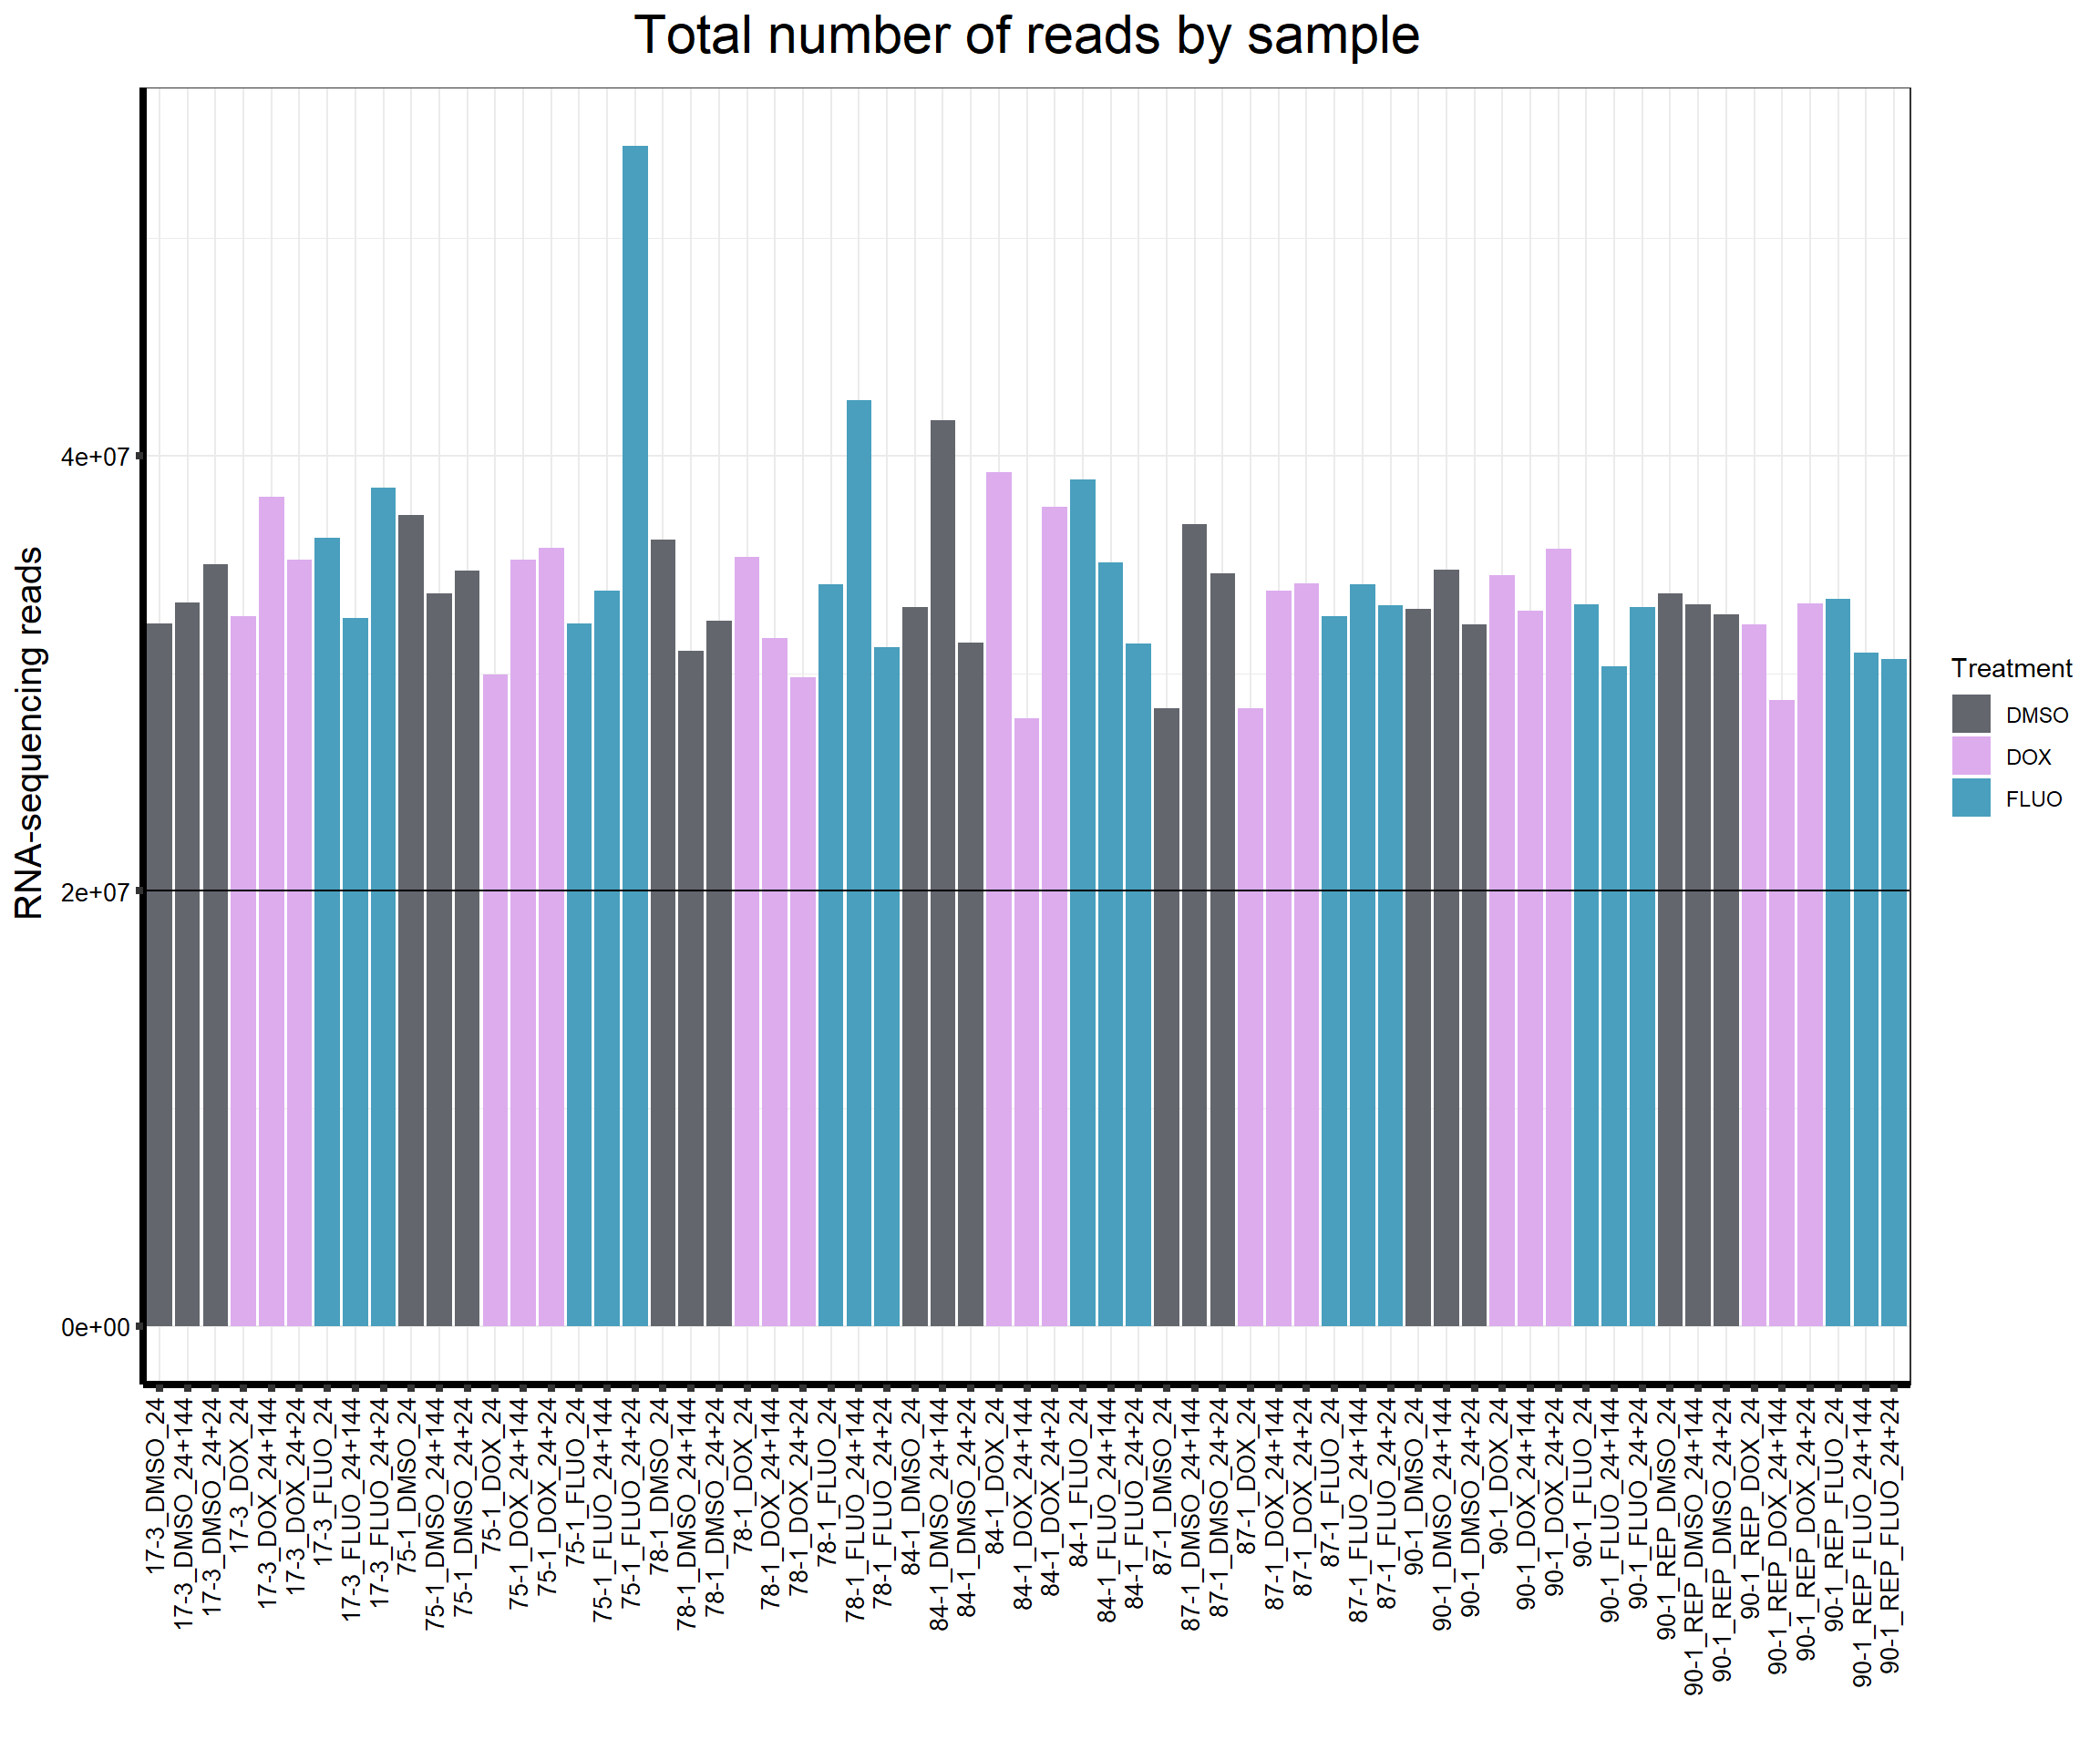 Total number of reads by sample
RNA-sequencing reads
4e+07
2e+07
0e+00
17-3_DMSO_24
17-3_DMSO_24+144
17-3_DMSO_24+24
17-3_DOX_24
17-3_DOX_24+144
17-3_DOX_24+24
17-3_FLUO_24
17-3_FLUO_24+144
17-3_FLUO_24+24
75-1_DMSO_24
75-1_DMSO_24+144
75-1_DMSO_24+24
75-1_DOX_24
75-1_DOX_24+144
75-1_DOX_24+24
75-1_FLUO_24
75-1_FLUO_24+144
75-1_FLUO_24+24
78-1_DMSO_24
78-1_DMSO_24+144
78-1_DMSO_24+24
78-1_DOX_24
78-1_DOX_24+144
78-1_DOX_24+24
78-1_FLUO_24
78-1_FLUO_24+144
78-1_FLUO_24+24
84-1_DMSO_24
84-1_DMSO_24+144
84-1_DMSO_24+24
84-1_DOX_24
84-1_DOX_24+144
84-1_DOX_24+24
84-1_FLUO_24
84-1_FLUO_24+144
84-1_FLUO_24+24
87-1_DMSO_24
87-1_DMSO_24+144
87-1_DMSO_24+24
87-1_DOX_24
87-1_DOX_24+144
87-1_DOX_24+24
87-1_FLUO_24
87-1_FLUO_24+144
87-1_FLUO_24+24
90-1_DMSO_24
90-1_DMSO_24+144
90-1_DMSO_24+24
90-1_DOX_24
90-1_DOX_24+144
90-1_DOX_24+24
90-1_FLUO_24
90-1_FLUO_24+144
90-1_FLUO_24+24
90-1_REP_DMSO_24
90-1_REP_DMSO_24+144
90-1_REP_DMSO_24+24
90-1_REP_DOX_24
90-1_REP_DOX_24+144
90-1_REP_DOX_24+24
90-1_REP_FLUO_24
90-1_REP_FLUO_24+144
90-1_REP_FLUO_24+24
Treatment
DMSO
DOX
FLUO